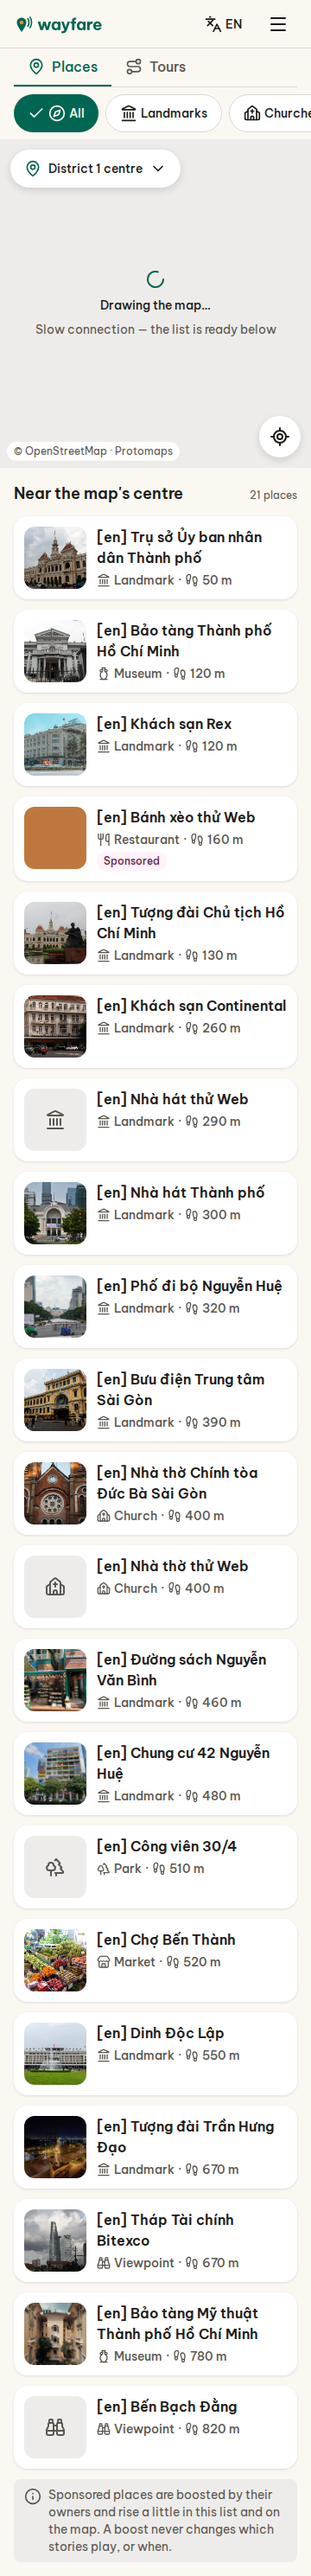 wayfare
EN
Places
Tours
All
Landmarks
Churche
District 1 centre
Drawing the map...
Slow connection — the list is ready below
© OpenStreetMap · Protomaps
Near the map's centre
21 places
[en] Trụ sở Ủy ban nhân
dân Thành phố
Landmark · 50 m
[en] Bảo tàng Thành phố
Hồ Chí Minh
Museum · 120 m
[en] Khách sạn Rex
Landmark · 120 m
[en] Bánh xèo thử Web
Restaurant · 160 m
Sponsored
[en] Tượng đài Chủ tịch Hồ
Chí Minh
Landmark · 130 m
[en] Khách sạn Continental
Landmark · 260 m
[en] Nhà hát thử Web
Landmark · 290 m
[en] Nhà hát Thành phố
Landmark · 300 m
[en] Phố đi bộ Nguyễn Huệ
Landmark · 320 m
[en] Bưu điện Trung tâm
Sài Gòn
Landmark · 390 m
[en] Nhà thờ Chính tòa
Đức Bà Sài Gòn
Church · 400 m
[en] Nhà thờ thử Web
Church · 400 m
[en] Đường sách Nguyễn
Văn Bình
Landmark · 460 m
[en] Chung cư 42 Nguyễn
Huệ
Landmark · 480 m
[en] Công viên 30/4
Park · 510 m
[en] Chợ Bến Thành
Market · 520 m
[en] Dinh Độc Lập
Landmark · 550 m
[en] Tượng đài Trần Hưng
Đạo
Landmark · 670 m
[en] Tháp Tài chính
Bitexco
Viewpoint · 670 m
[en] Bảo tàng Mỹ thuật
Thành phố Hồ Chí Minh
Museum · 780 m
[en] Bến Bạch Đằng
Viewpoint · 820 m
Sponsored places are boosted by their
owners and rise a little in this list and on
the map. A boost never changes which
stories play, or when.